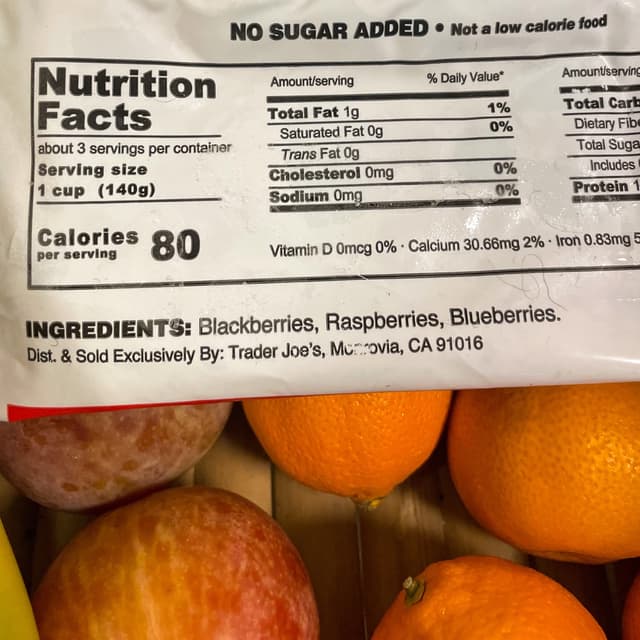 NO SUGAR ADDED • Not a low calorie food
Nutrition
Facts
about 3 servings per container
Serving size
1 cup (140g)
Calories 80
per serving
Amount/serving % Daily Value*
Total Fat 1g 1%
Saturated Fat 0g 0%
Trans Fat 0g
Cholesterol 0mg 0%
Sodium 0mg 0%
Amount/serving
Total Carb
Dietary Fibe
Total Suga
Includes
Protein 1
Vitamin D 0mcg 0% · Calcium 30.66mg 2% · Iron 0.83mg 5
INGREDIENTS: Blackberries, Raspberries, Blueberries.
Dist. & Sold Exclusively By: Trader Joe's, Monrovia, CA 91016